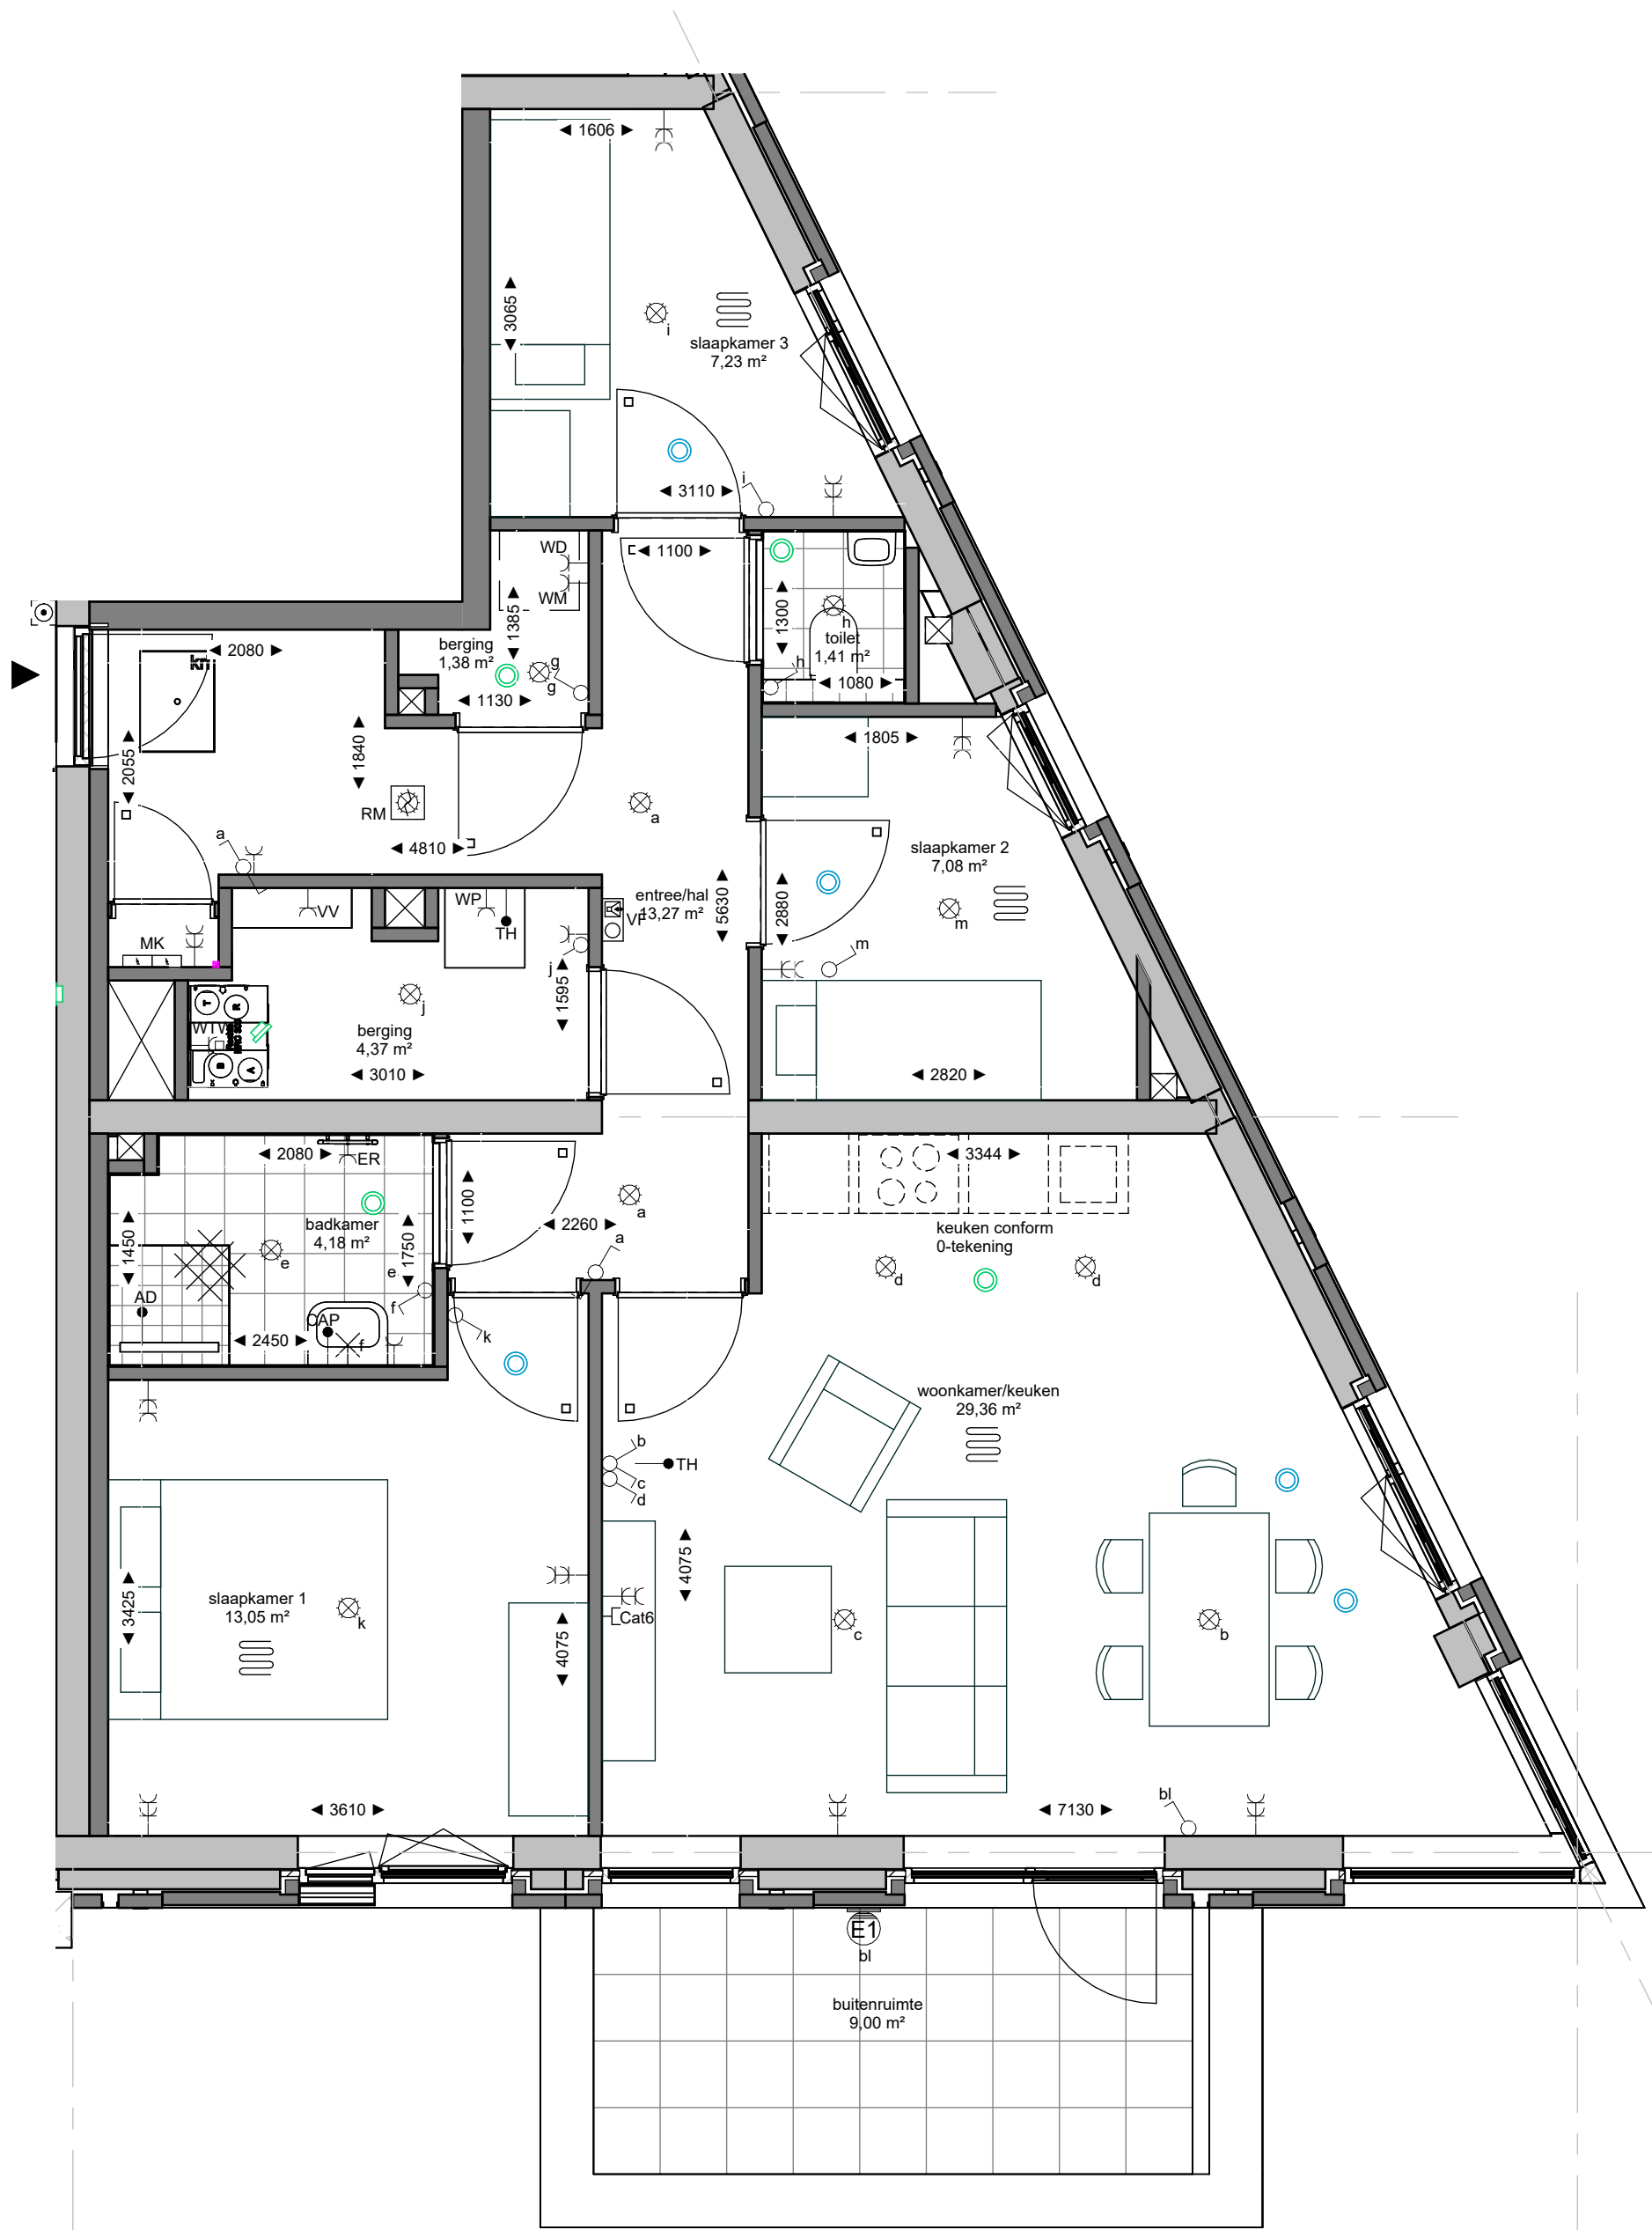 1606
3065
i
slaapkamer 3
7,23 m²
3110
i
WD
WM
1385
1100
1300
h
toilet
1,41 m²
h
1080
2080
berging
1,38 m²
g
g
1130
2055
1840
1805
RM
a
a
4810
slaapkamer 2
7,08 m²
m
m
VV
WP
TH
entree/hal
13,27 m²
VF
5630
2880
MK
j
1595
j
T
R
WTW
B
A
berging
4,37 m²
3010
2820
2080
ER
3344
1100
a
badkamer
4,18 m²
1450
1750
2260
a
keuken conform
0-tekening
e
e
d
d
AD
CAP
f
f
2450
k
woonkamer/keuken
29,36 m²
b
TH
c
d
4075
slaapkamer 1
13,05 m²
3425
k
4075
Cat6
c
b
3610
7130
bl
E1
bl
buitenruimte
9,00 m²